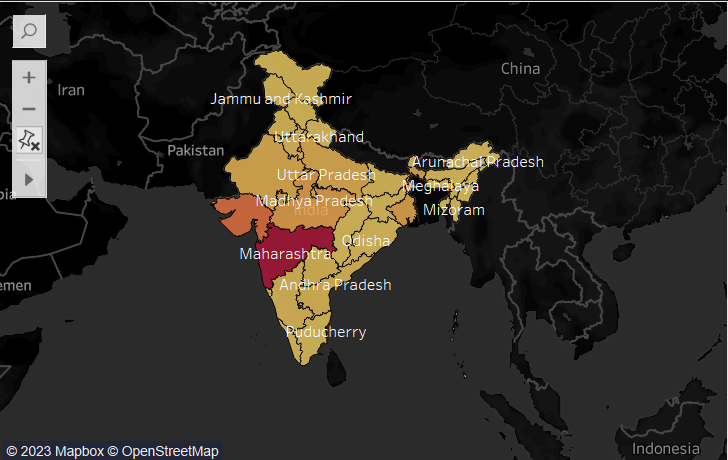 China
Iran
Jammu and Kashmir
Uttarakhand
Pakistan
Arunachal Pradesh
Uttar Pradesh
Meghalaya
Madhya Pradesh
India
Mizoram
Odisha
Maharashtra
Andhra Pradesh
emen
Puducherry
Indonesia
© 2023 Mapbox © OpenStreetMap